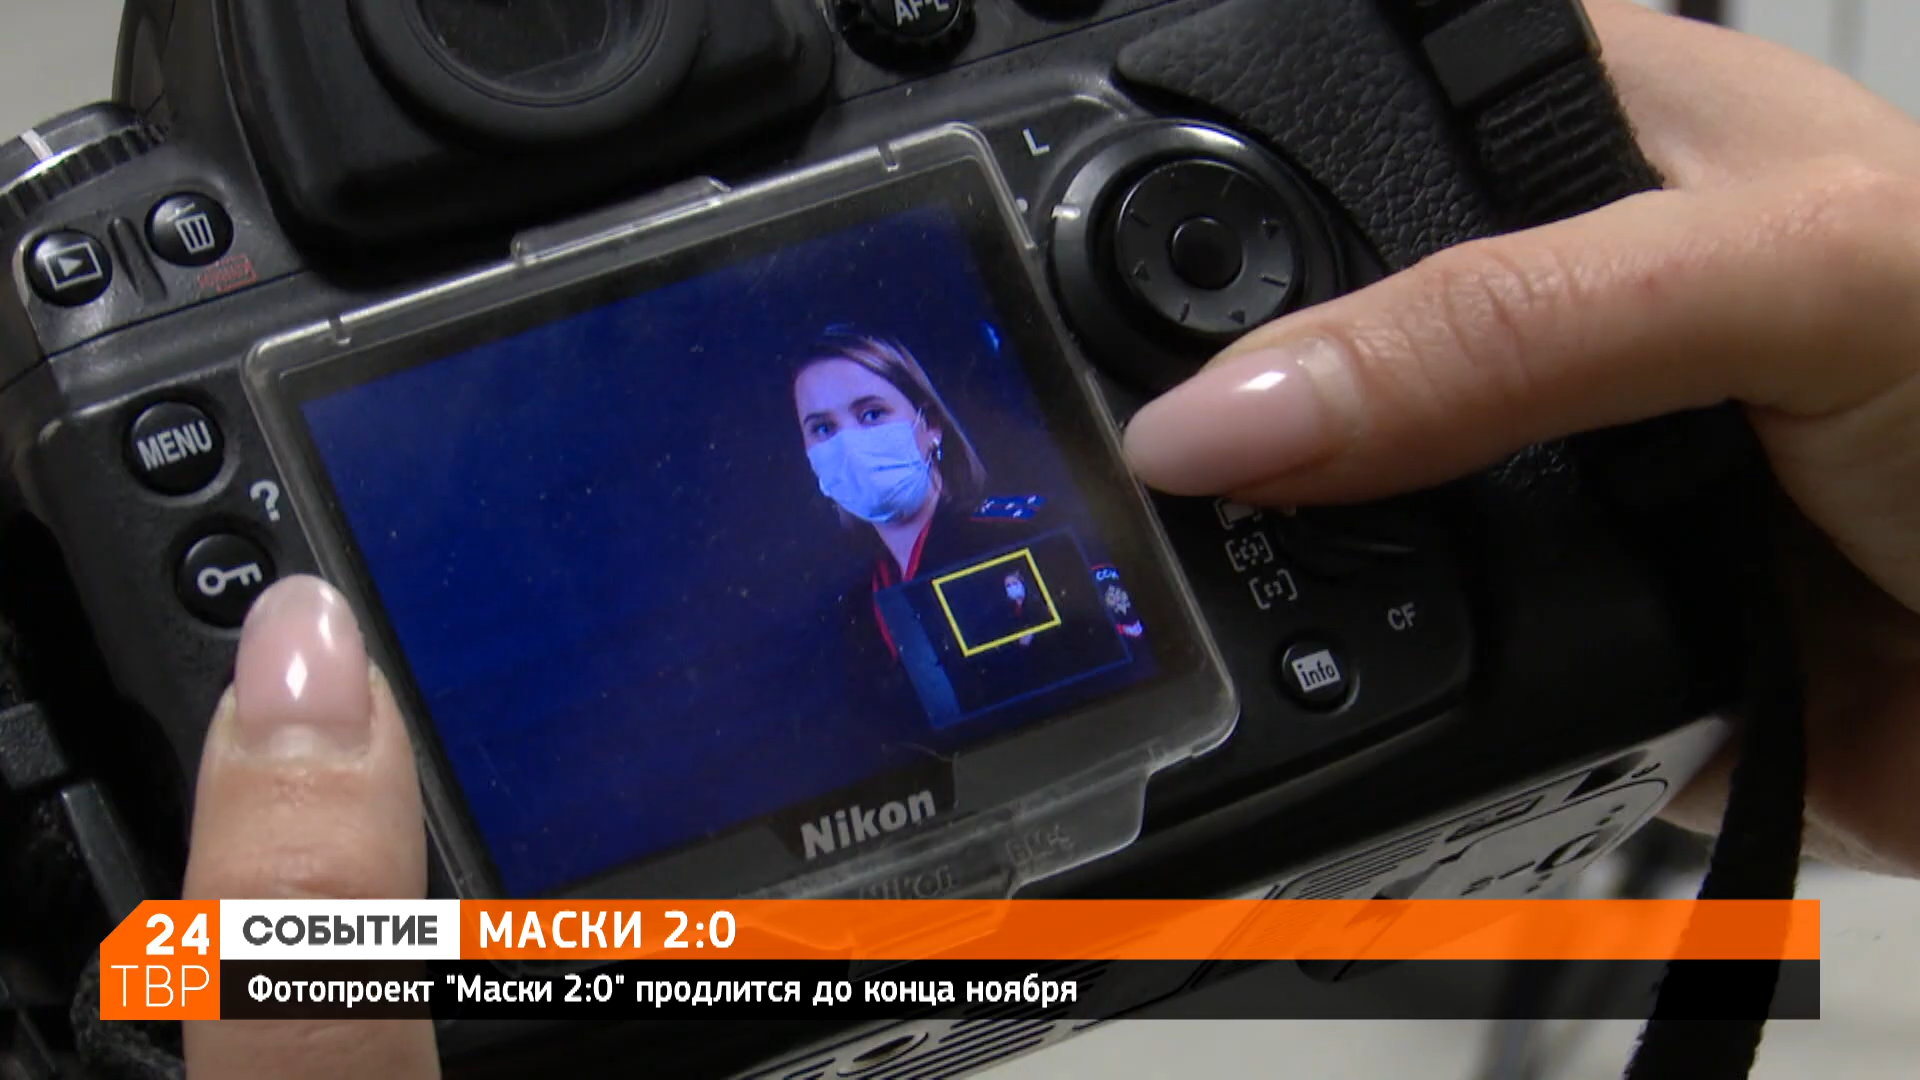 AF-L
L
MENU
?
info
CF
Nikon
24
ТВР
СОБЫТИЕ
МАСКИ 2:0
Фотопроект "Маски 2:0" продлится до конца ноября